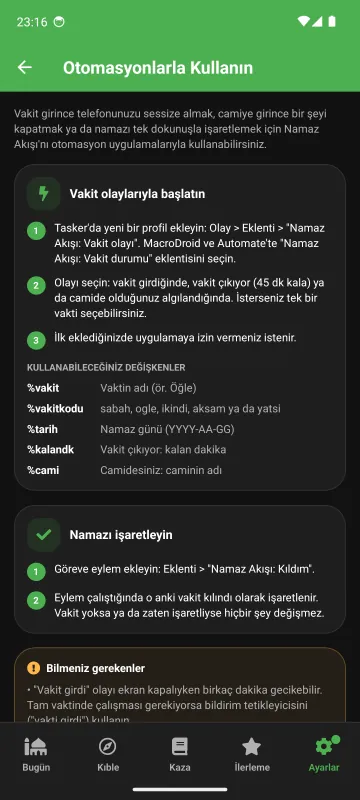 23:16
Otomasyonlarla Kullanın
Vakit girince telefonunuzu sessize almak, camiye girince bir şeyi
kapatmak ya da namazı tek dokunuşla işaretlemek için Namaz
Akışı'nı otomasyon uygulamalarıyla kullanabilirsiniz.
Vakit olaylarıyla başlatın
1 Tasker'da yeni bir profil ekleyin: Olay > Eklenti > "Namaz
Akışı: Vakit olayı". MacroDroid ve Automate'te "Namaz
Akışı: Vakit durumu" eklentisini seçin.
2 Olayı seçin: vakit girdiğinde, vakit çıkıyor (45 dk kala) ya
da camide olduğunuz algılandığında. İsterseniz tek bir
vakti seçebilirsiniz.
3 İlk eklediğinizde uygulamaya izin vermeniz istenir.
KULLANABİLECEĞİNİZ DEĞİŞKENLER
%vakit Vaktin adı (ör. Öğle)
%vakitkodu sabah, ogle, ikindi, aksam ya da yatsi
%tarih Namaz günü (YYYY-AA-GG)
%kalandk Vakit çıkıyor: kalan dakika
%cami Camidesiniz: caminin adı
Namazı işaretleyin
1 Göreve eylem ekleyin: Eklenti > "Namaz Akışı: Kıldım".
2 Eylem çalıştığında o anki vakit kılındı olarak işaretlenir.
Vakit yoksa ya da zaten işaretliyse hiçbir şey değişmez.
Bilmeniz gerekenler
• "Vakit girdi" olayı ekran kapalıyken birkaç dakika gecikebilir.
Tam vaktinde çalışması gerekiyorsa bildirim tetikleyicisini
("vakti girdi") kullanın
Bugün
Kıble
Kaza
İlerleme
Ayarlar